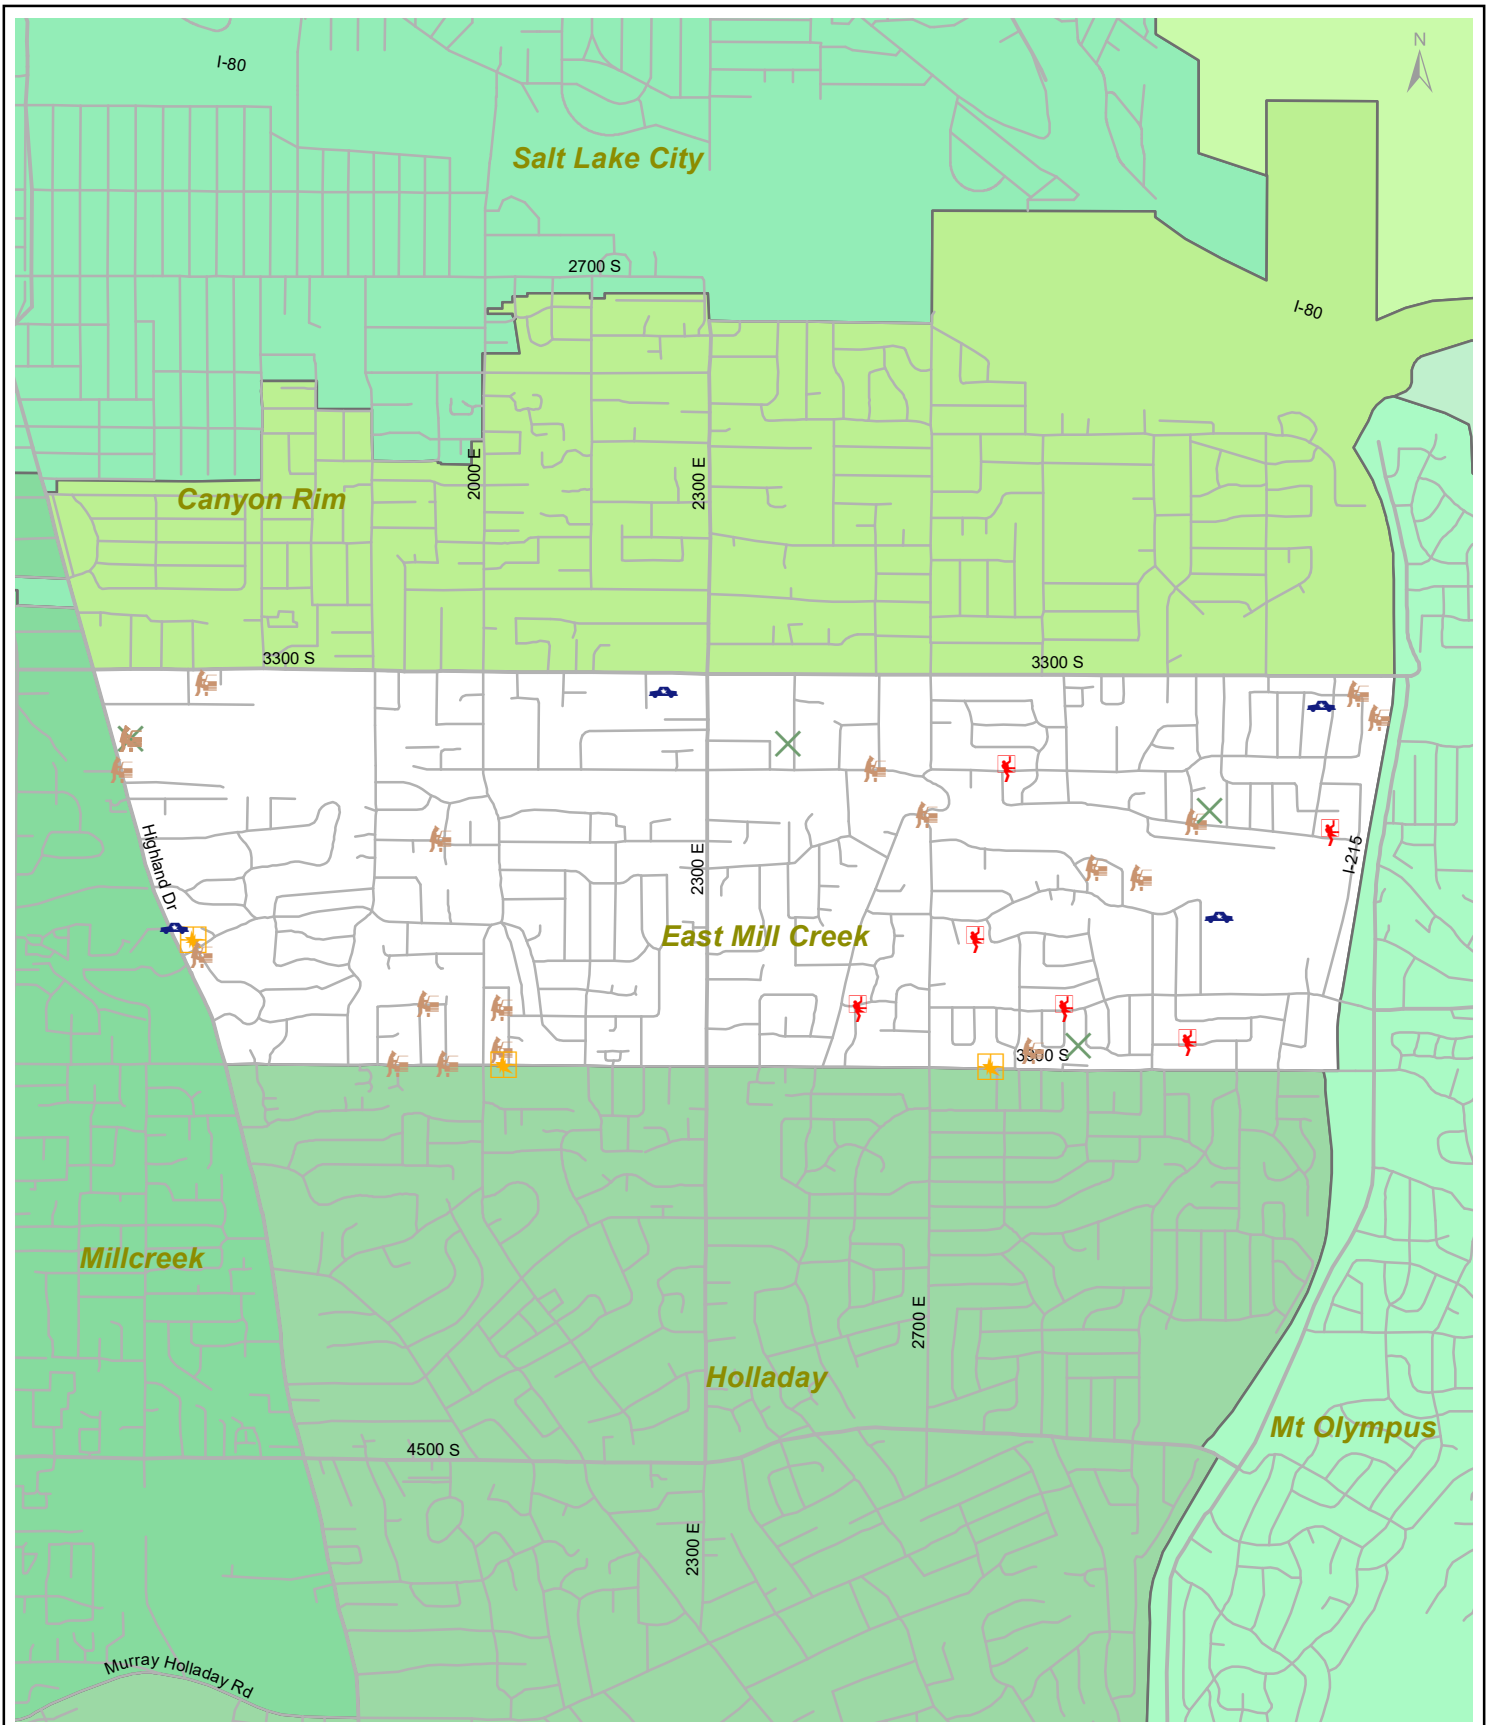 N
I-80
Salt Lake City
2700 S
I-80
2000 E
2300 E
Canyon Rim
3300 S
3300 S
Highland Dr
2300 E
I-215
East Mill Creek
3900 S
Millcreek
2700 E
Holladay
Mt Olympus
4500 S
2300 E
Murray Holladay Rd